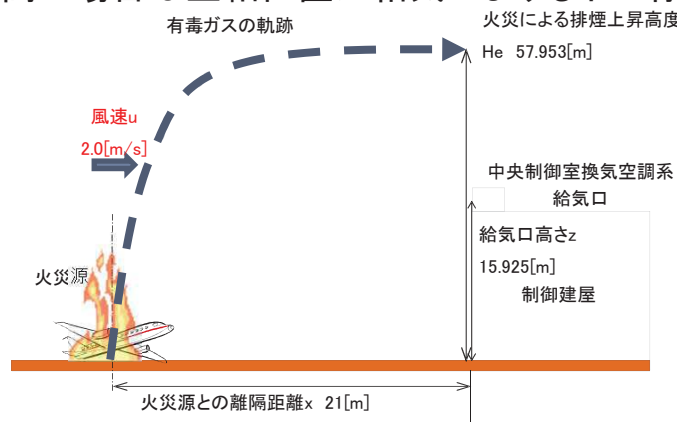 有毒ガスの軌跡
火災による排煙上昇高度
He 57.953[m]
風速u
2.0[m/s]
中央制御室換気空調系
給気口
給気口高さz
15.925[m]
制御建屋
火災源
火災源との離隔距離x 21[m]